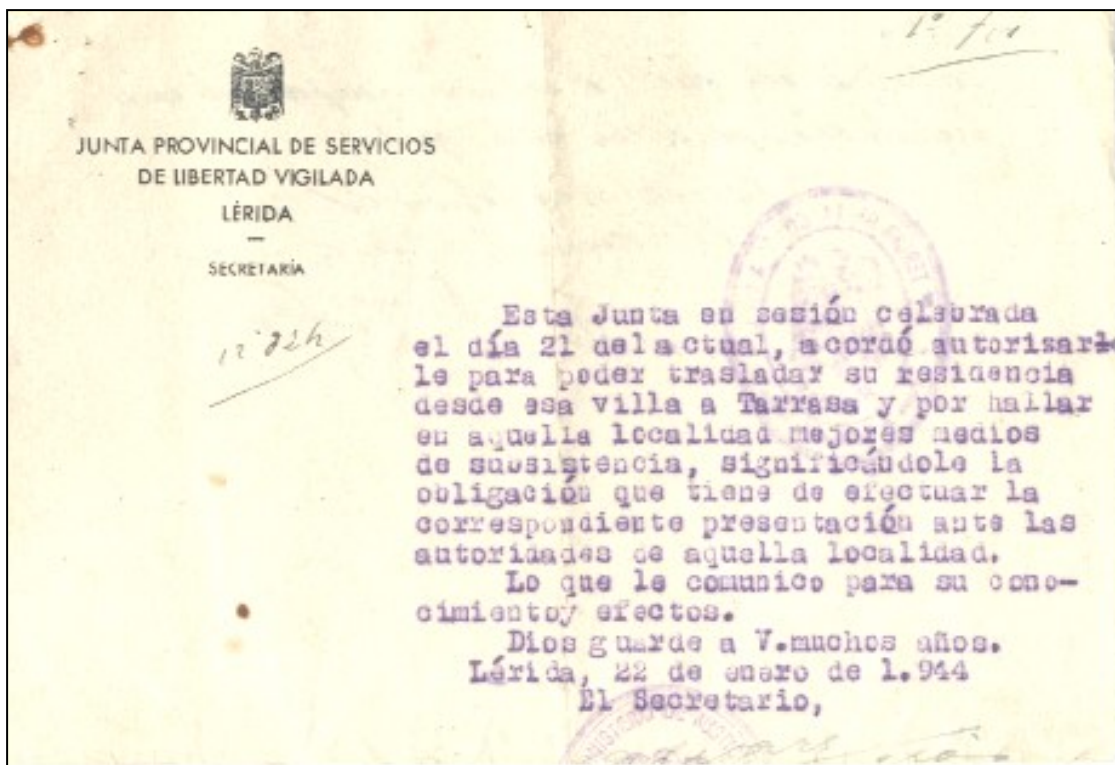 JUNTA PROVINCIAL DE SERVICIOS
DE LIBERTAD VIGILADA
LÉRIDA
SECRETARÍA
Esta Junta en sesión celebrada
el día 21 del actual, acordó autorisarle
le para poder trasladar su residencia
desde esa villa a Tarrasa y por hallar
en aquella localidad mejores medios
de subsistencia, significándole la
obligación que tiene de efectuar la
correspondiente presentación ante las
autoridades de aquella localidad.
Lo que le comunico para su cono-
cimientoy efectos.
Dios guarde a V.muchos años.
Lérida, 22 de enero de 1.944
El Secretario,